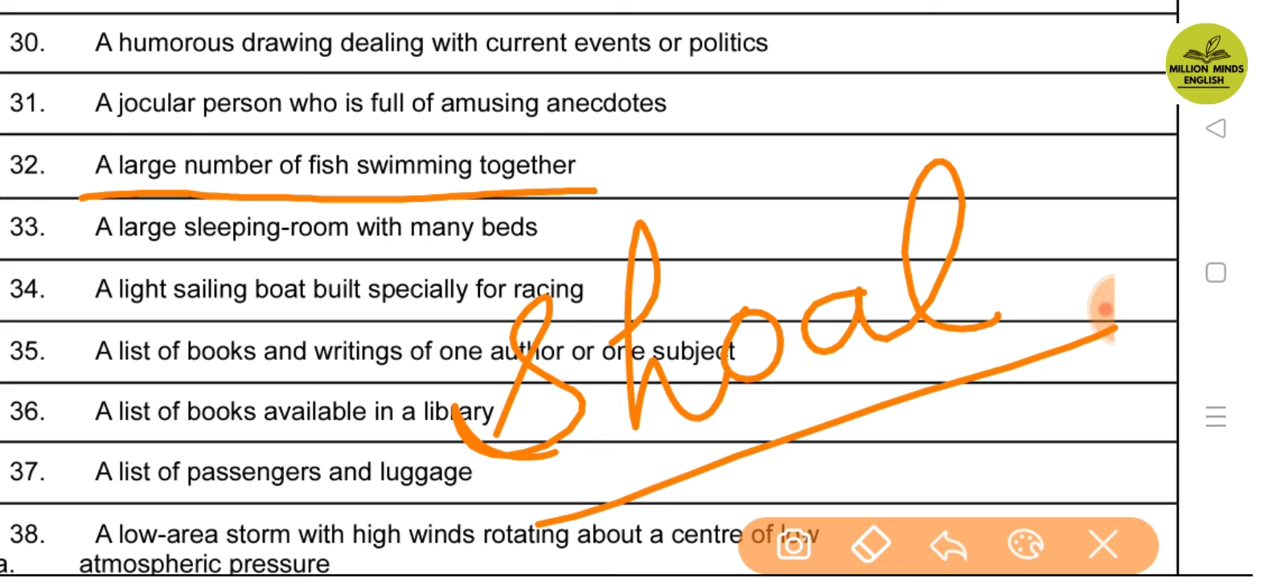 30. A humorous drawing dealing with current events or politics
MILLION MINDS
ENGLISH
31. A jocular person who is full of amusing anecdotes
32. A large number of fish swimming together
33. A large sleeping-room with many beds
34. A light sailing boat built specially for racing
35. A list of books and writings of one author or one subject
Shoal
36. A list of books available in a library
37. A list of passengers and luggage
38. A low-area storm with high winds rotating about a centre of low
a. atmospheric pressure